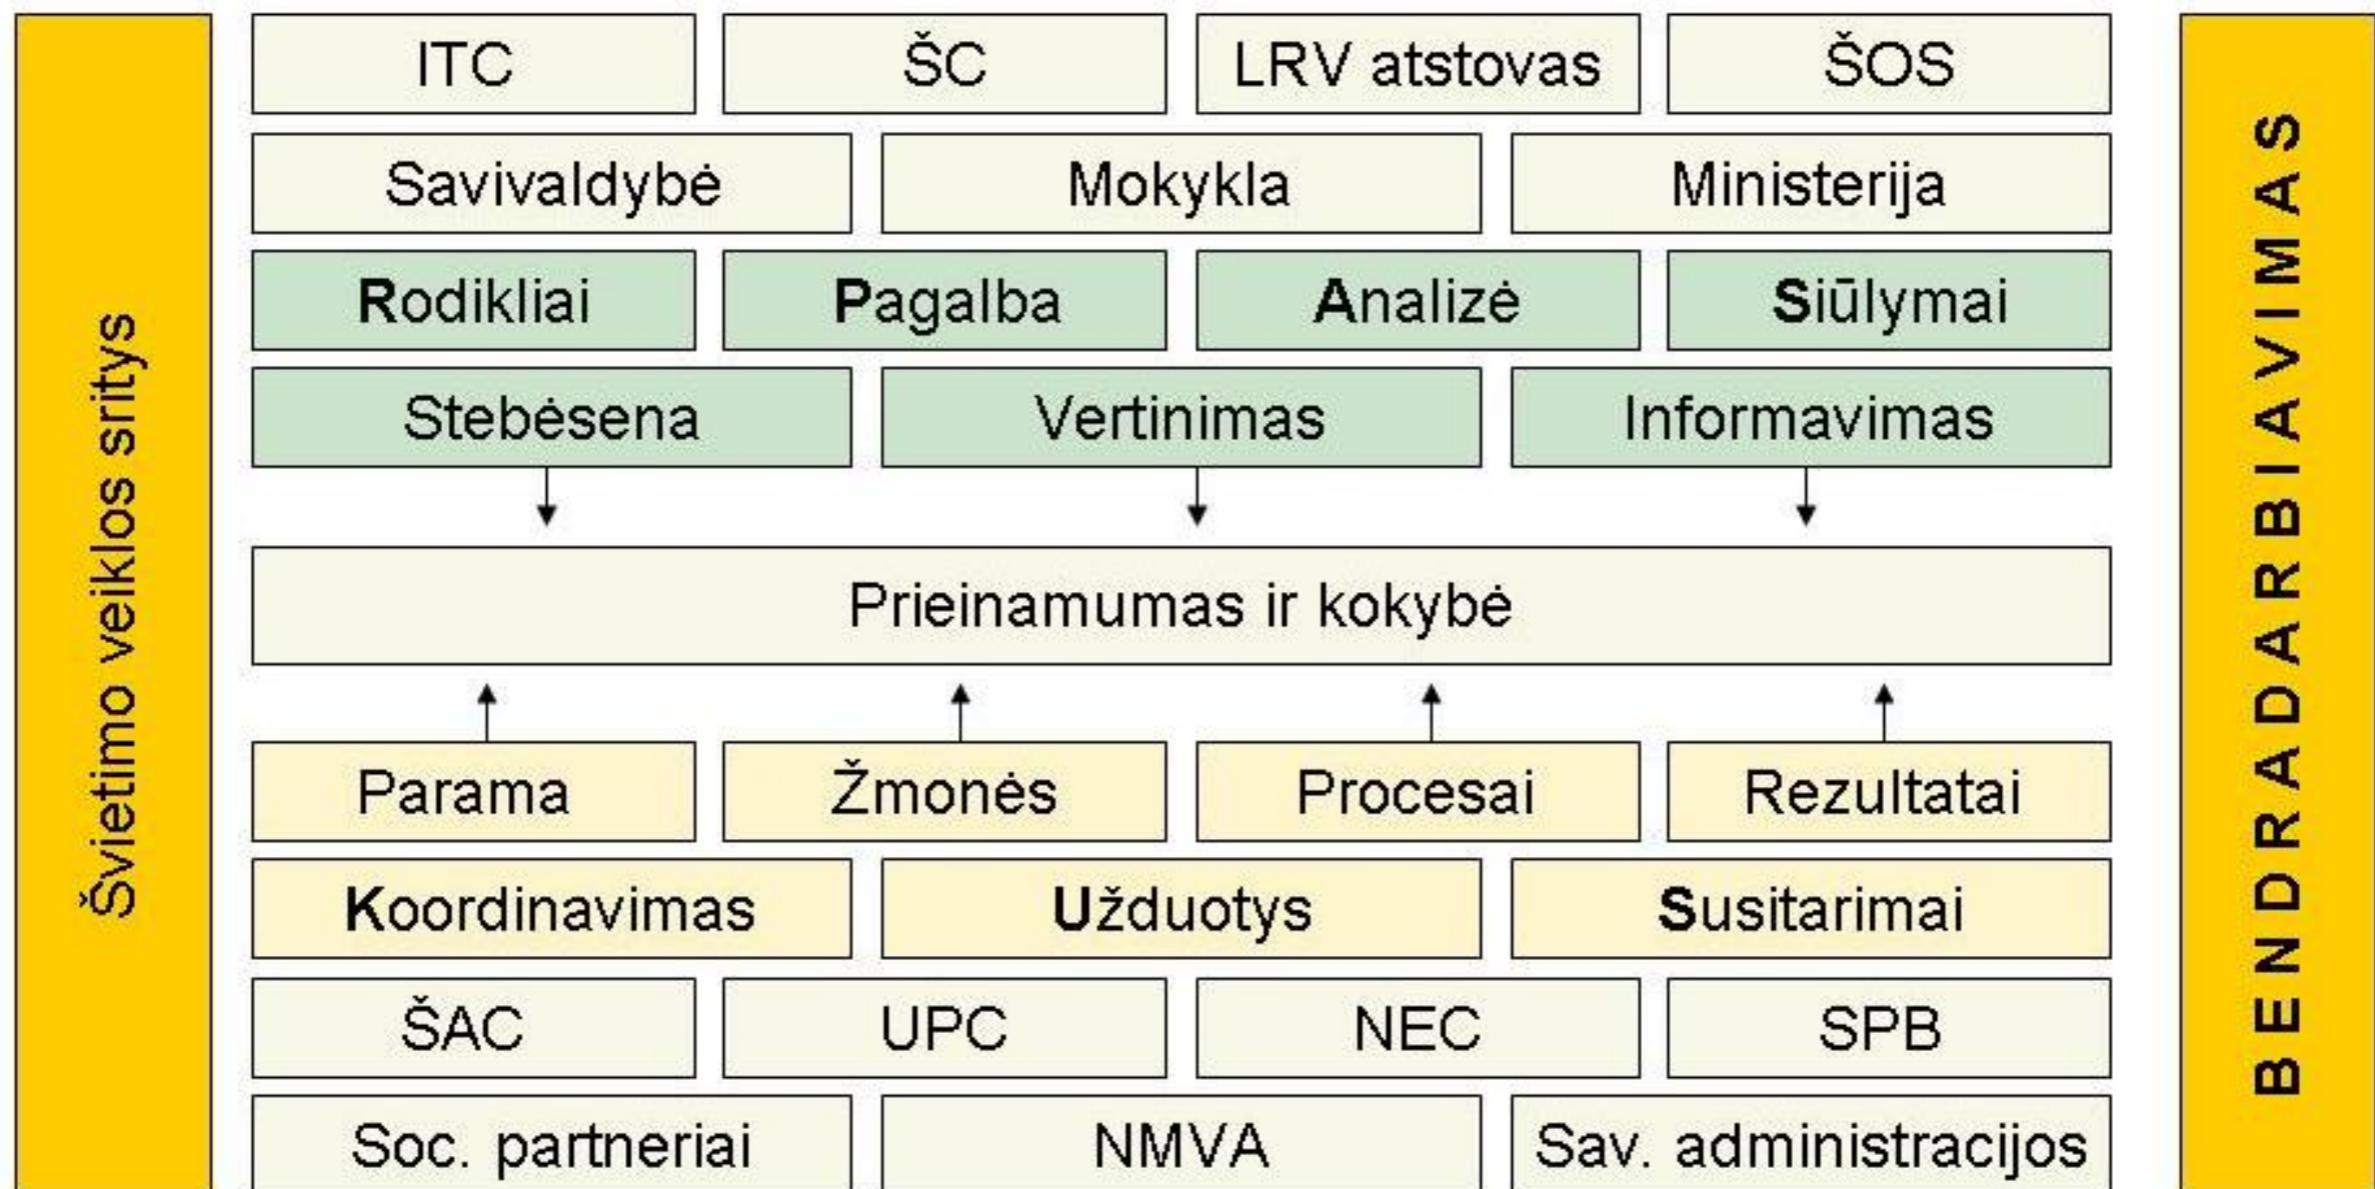 Švietimo veiklos sritys
ITC
ŠC
LRV atstovas
ŠOS
Savivaldybė
Mokykla
Ministerija
Rodikliai
Pagalba
Analizė
Siūlymai
Stebėsena
Vertinimas
Informavimas
Prieinamumas ir kokybė
Parama
Žmonės
Procesai
Rezultatai
Koordinavimas
Užduotys
Susitarimai
ŠAC
UPC
NEC
SPB
Soc. partneriai
NMVA
Sav. administracijos
BENDRADARBIAVIMAS